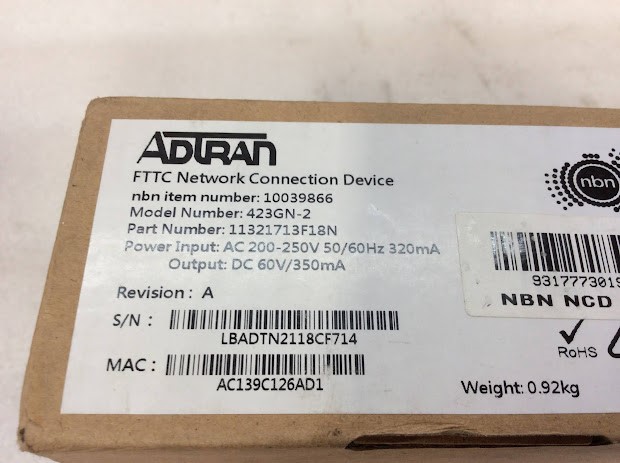 ADTRAN
FTTC Network Connection Device
nbn
nbn item number: 10039866
Model Number: 423GN-2
Part Number: 11321713F18N
Power Input: AC 200-250V 50/60Hz 320mA
Output: DC 60V/350mA
9317773019
NBN NCD
Revision : A
S/N :
LBADTN2118CF714
RoHS
MAC :
AC139C126AD1
Weight: 0.92kg